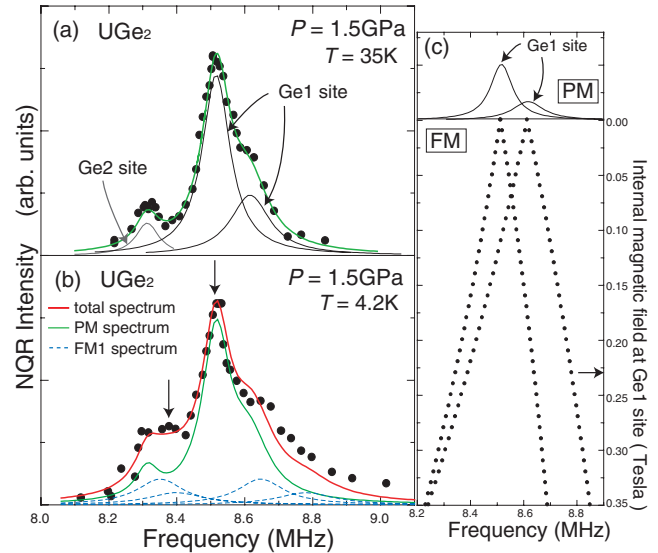 (a) UGe₂ P = 1.5GPa
T = 35K
Ge1 site
Ge2 site
(b) UGe₂ P = 1.5GPa
T = 4.2K
total spectrum
PM spectrum
FM1 spectrum
NQR Intensity (arb. units)
8.0 8.2 8.4 8.6 8.8 9.0
Frequency (MHz)
(c)
Ge1 site
PM
FM
0.00
0.05
0.10
0.15
0.20
0.25
0.30
0.35
Internal magnetic field at Ge1 site (Tesla)
8.2 8.4 8.6 8.8
Frequency (MHz)